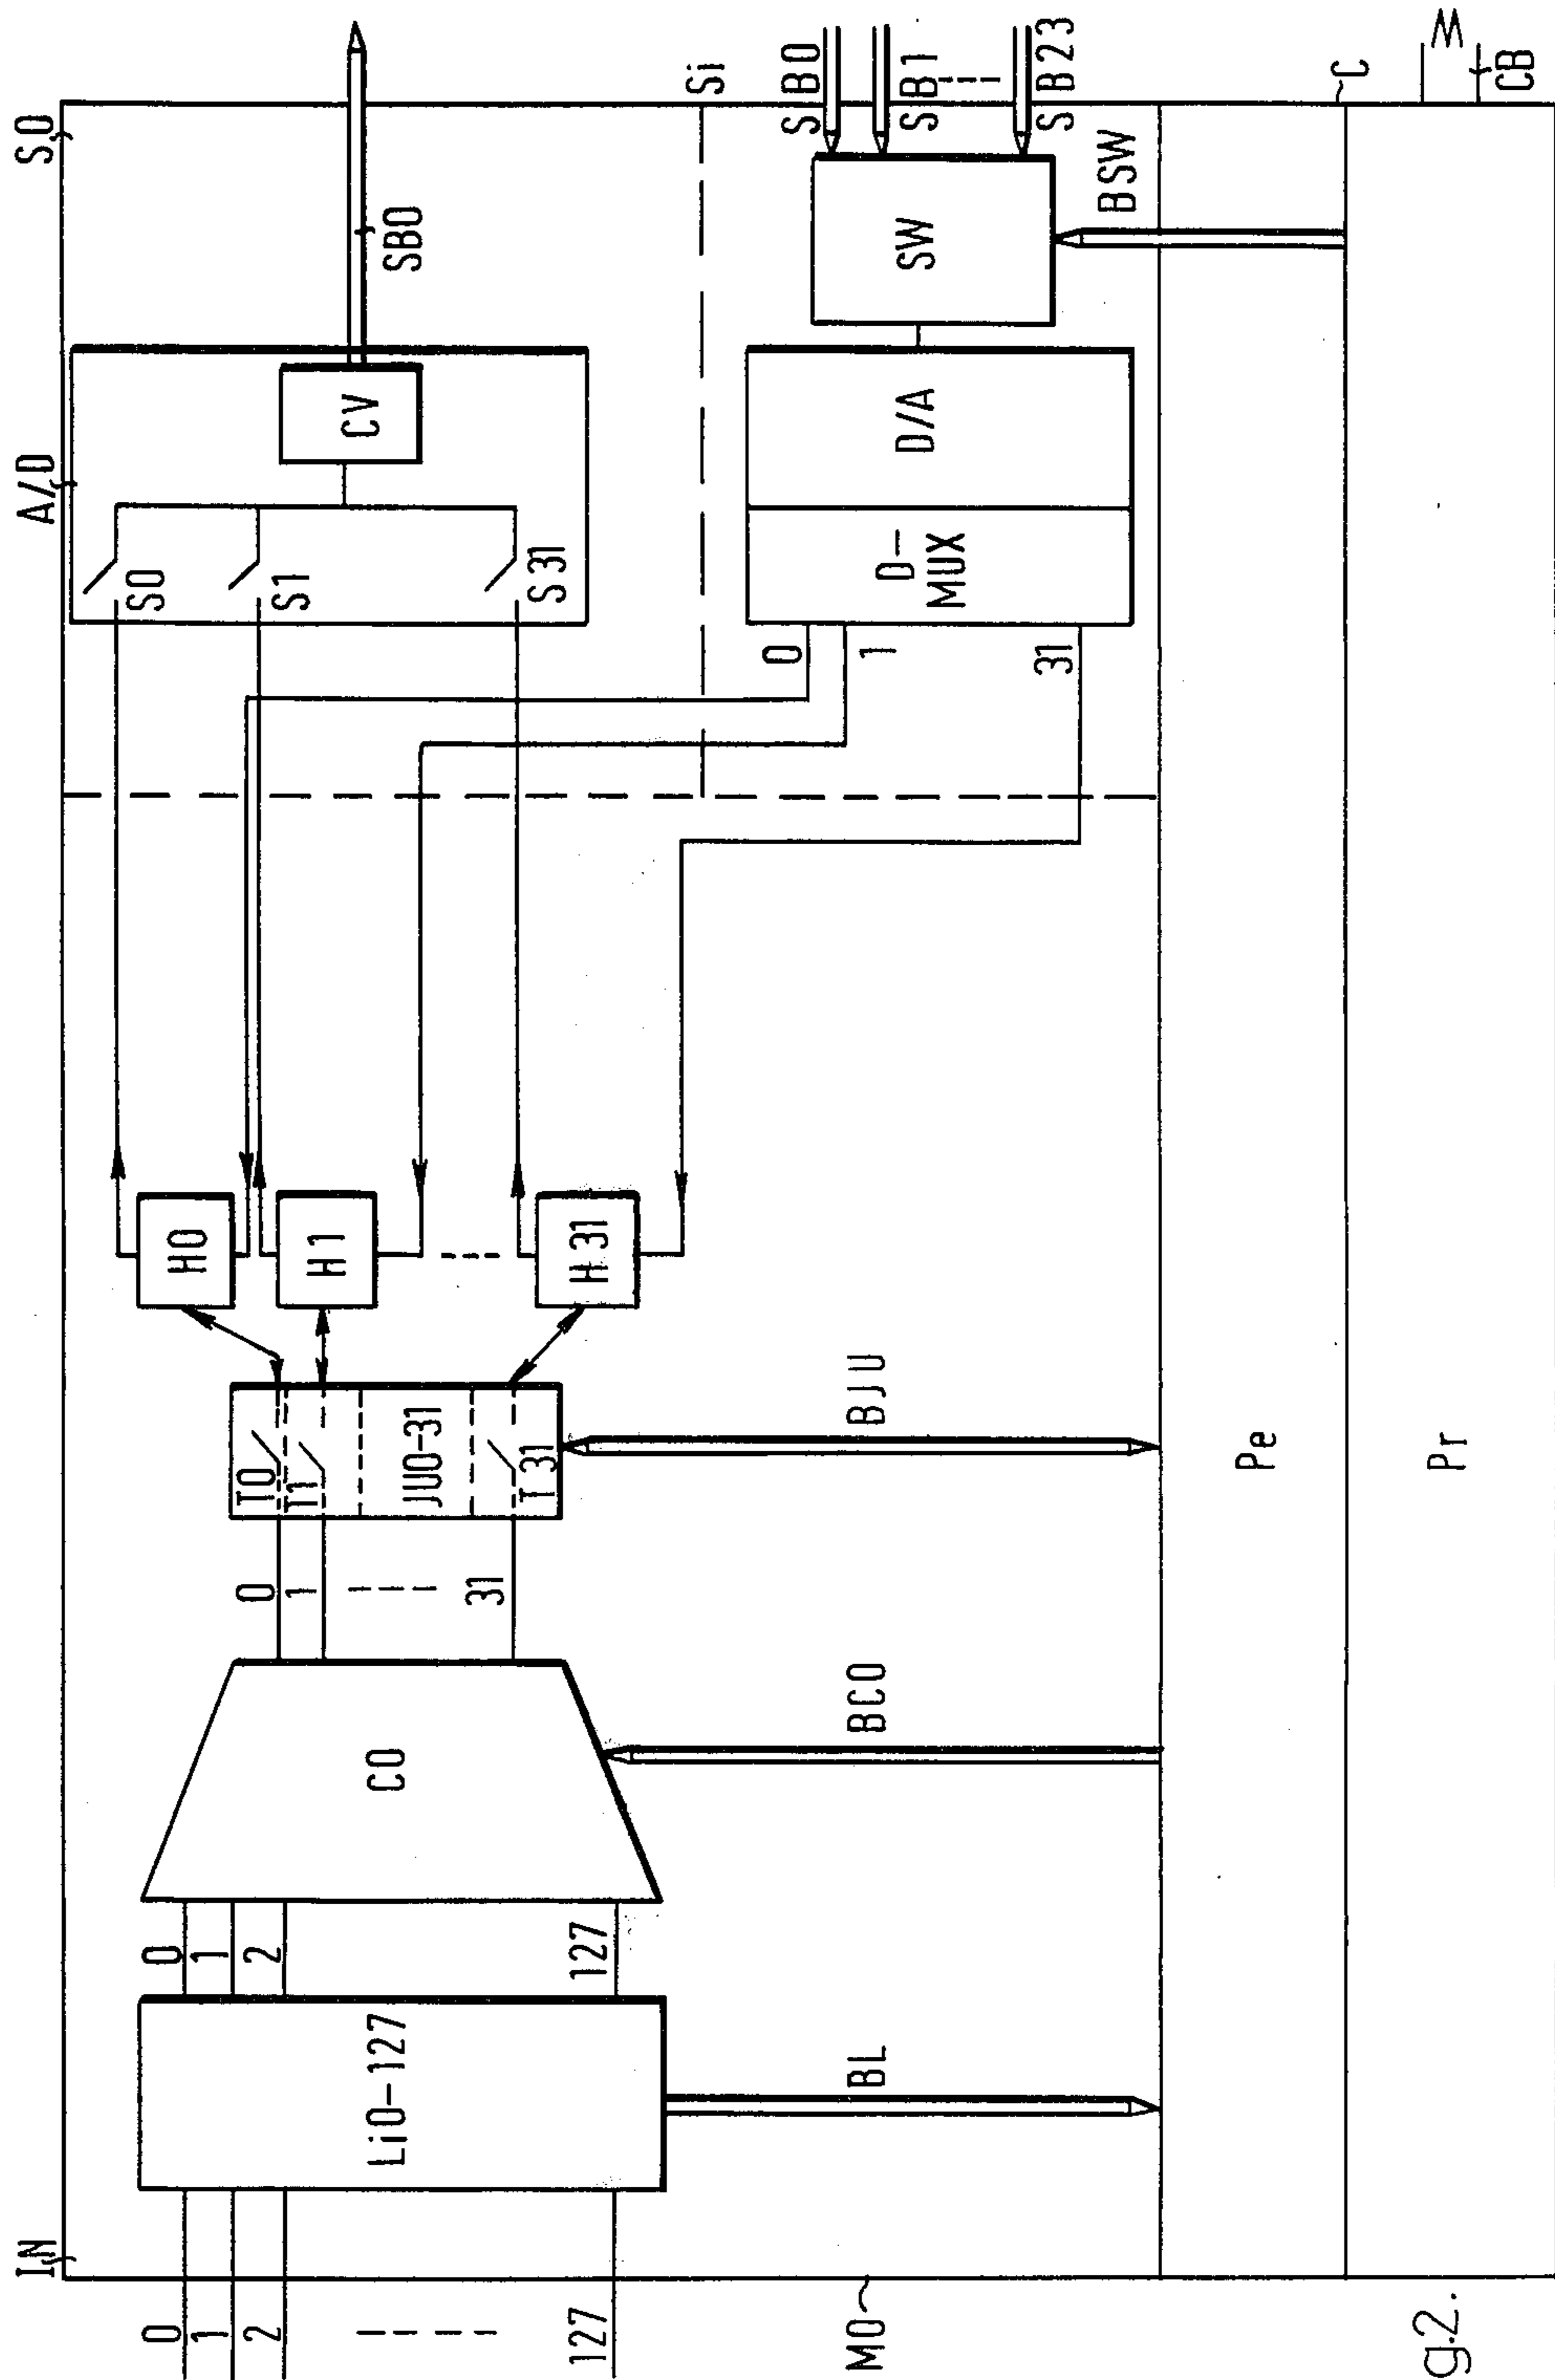 IN
A/D
SO
0
1
2
127
Li0-127
0
1
2
127
CO
0
1
31
T0
T1
JU0-31
T31
H0
H1
H31
S0
S1
S31
CV
SB0
Si
0
1
31
D-
MUX
D/A
SW
SB0
SB1
SB23
BSW
BL
BCO
BJU
M0
Pe
C
Pr
CB
g.2.